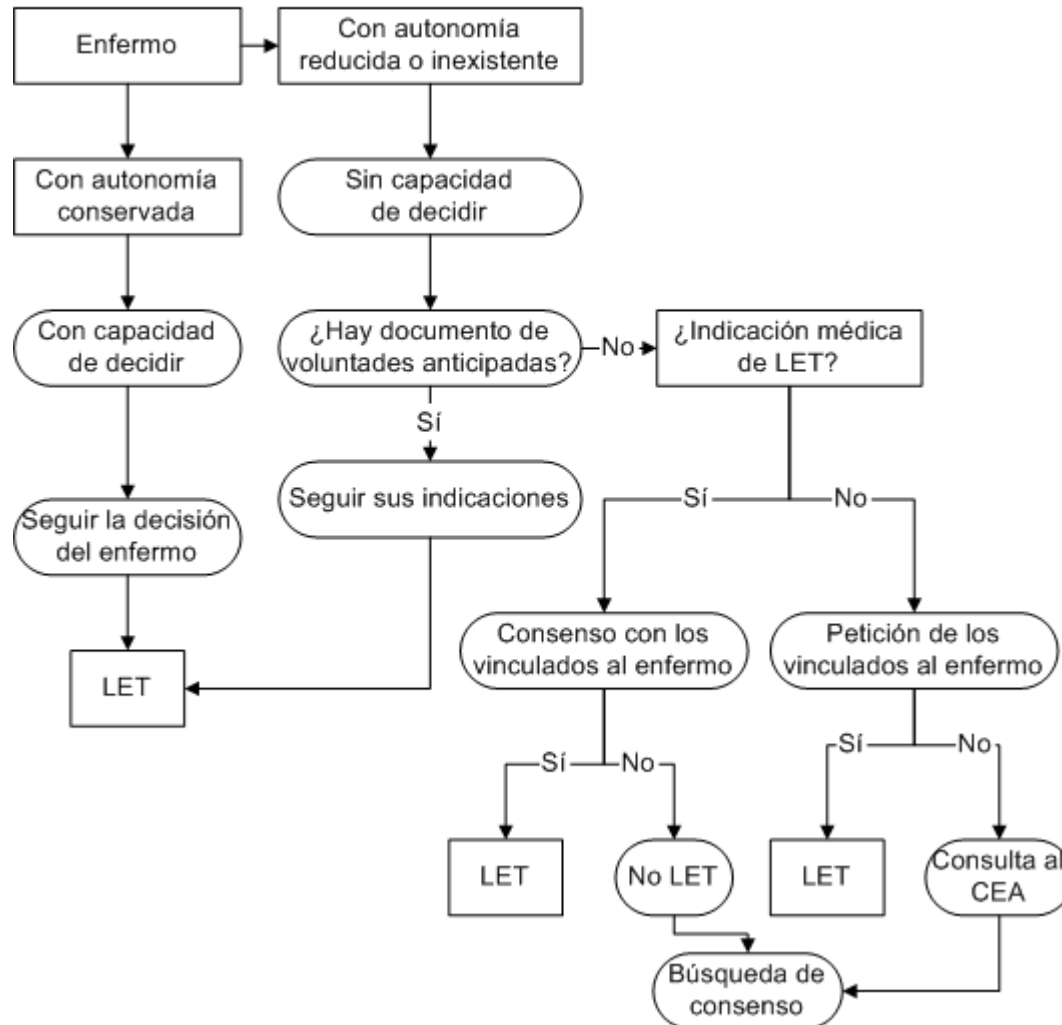 Enfermo
Con autonomía
reducida o inexistente
Con autonomía
conservada
Sin capacidad
de decidir
Con capacidad
de decidir
¿Hay documento de
voluntades anticipadas?
No
¿Indicación médica
de LET?
Sí
Seguir sus indicaciones
Sí
No
Seguir la decisión
del enfermo
Consenso con los
vinculados al enfermo
Petición de los
vinculados al enfermo
LET
Sí
No
Sí
No
LET
No LET
LET
Consulta al
CEA
Búsqueda de
consenso